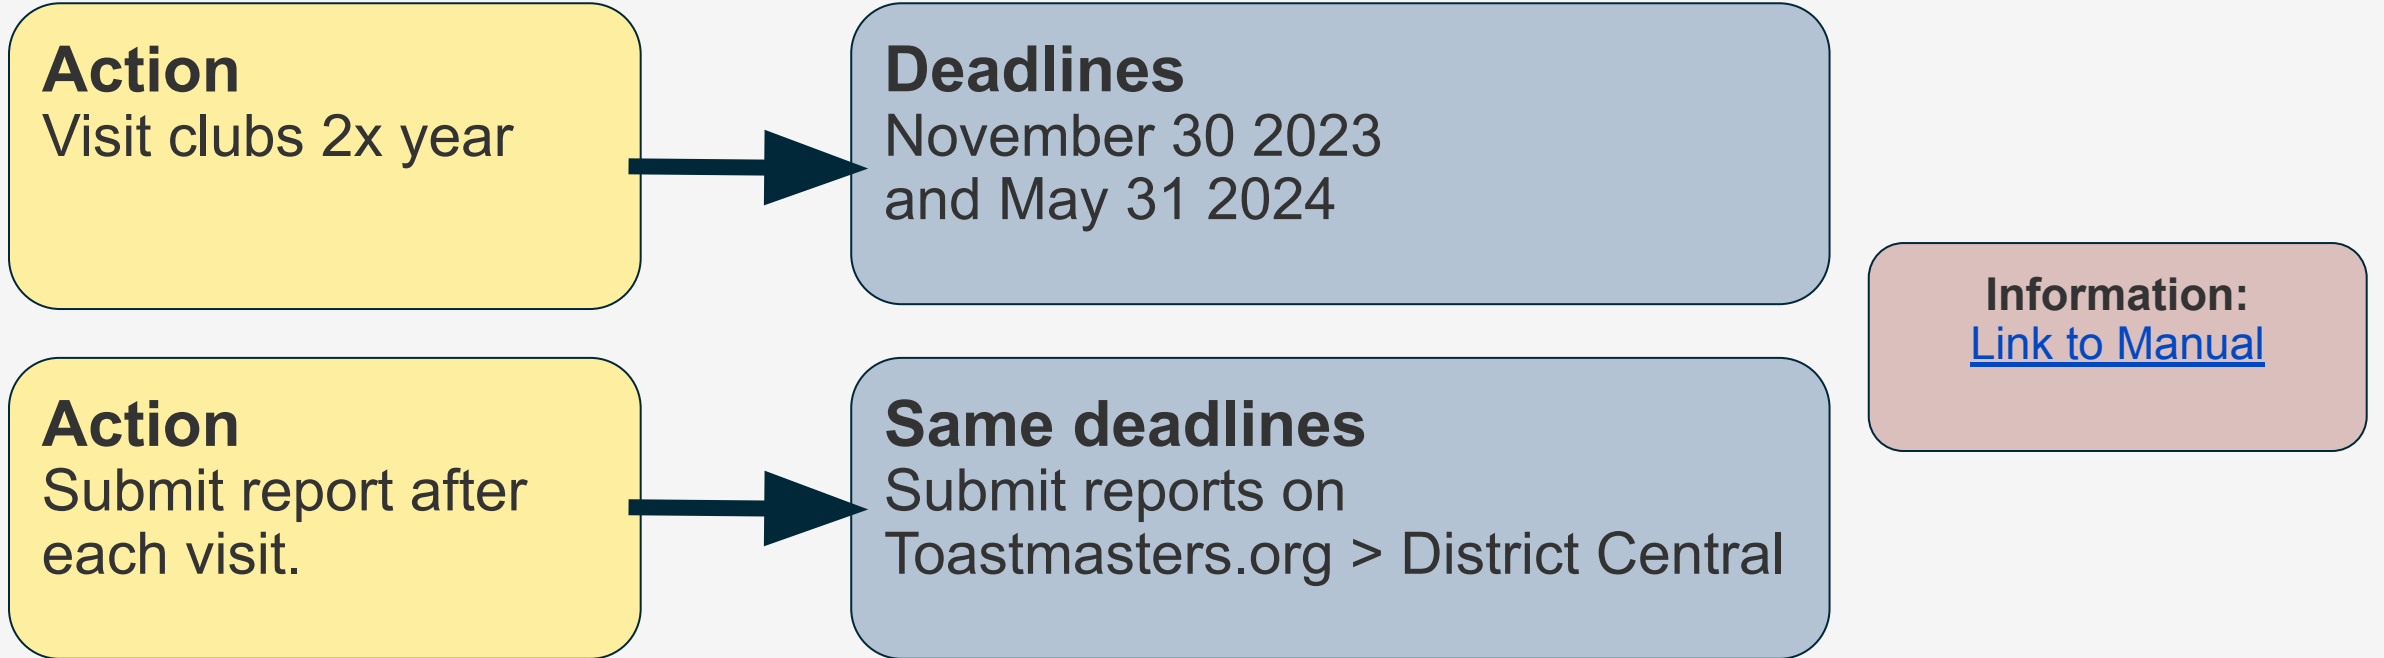 Action
Visit clubs 2x year
Deadlines
November 30 2023
and May 31 2024
Information:
Link to Manual
Action
Submit report after
each visit.
Same deadlines
Submit reports on
Toastmasters.org > District Central